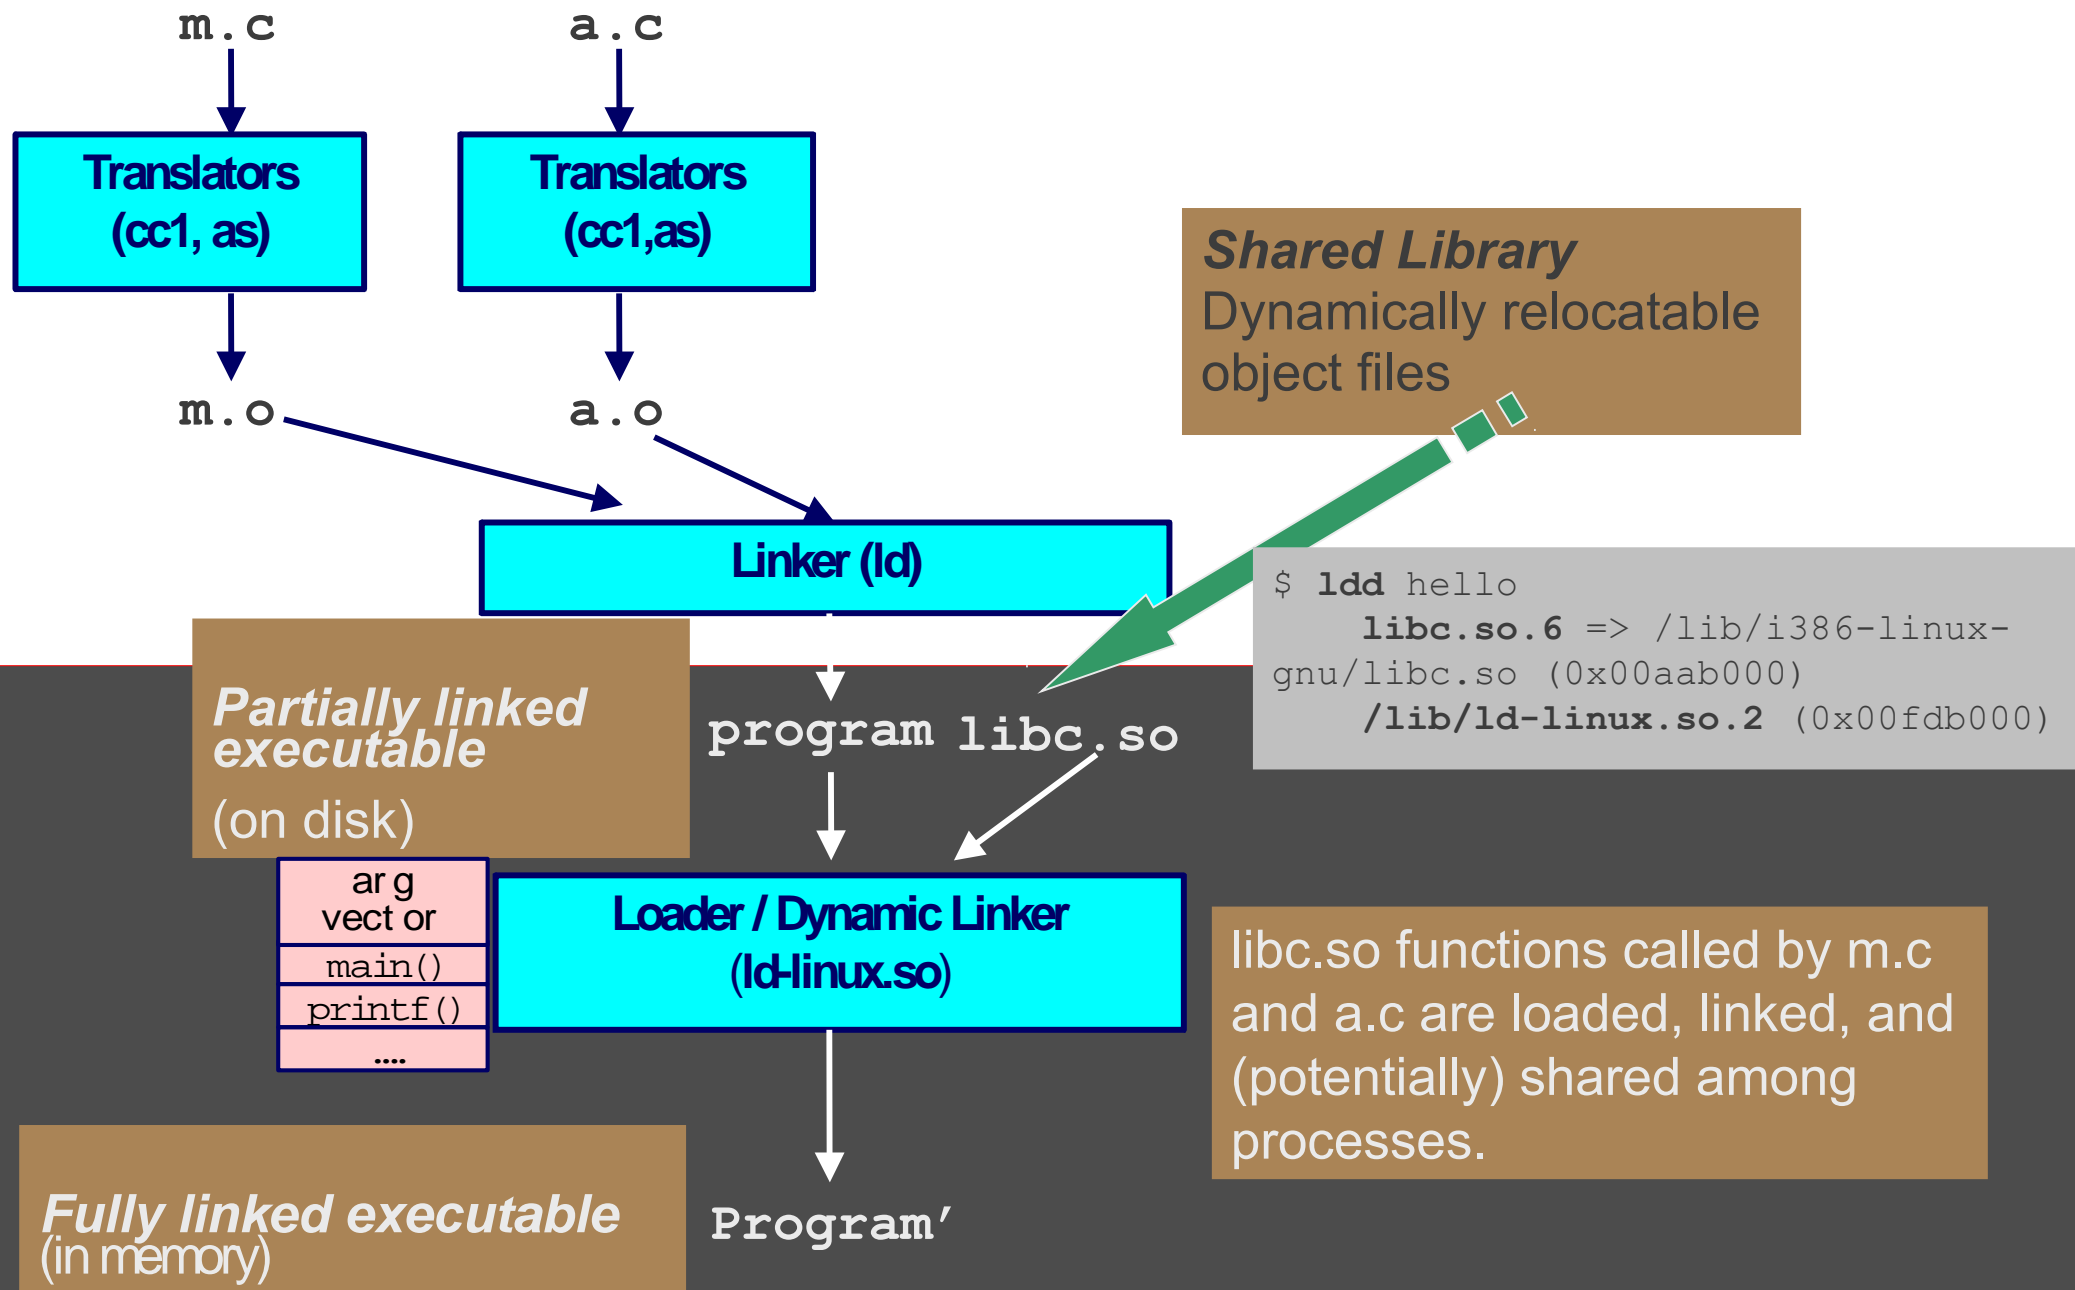 m.c
a.c
Translators
(cc1, as)
Translators
(cc1,as)
Shared Library
Dynamically relocatable
object files
m.o
a.o
Linker (ld)
$ ldd hello
libc.so.6 => /lib/i386-linux-
gnu/libc.so (0x00aab000)
/lib/ld-linux.so.2 (0x00fdb000)
Partially linked
executable
(on disk)
program
libc.so
arg
vector
main()
printf()
....
Loader / Dynamic Linker
(ld-linux.so)
libc.so functions called by m.c
and a.c are loaded, linked, and
(potentially) shared among
processes.
Fully linked executable
(in memory)
Program’